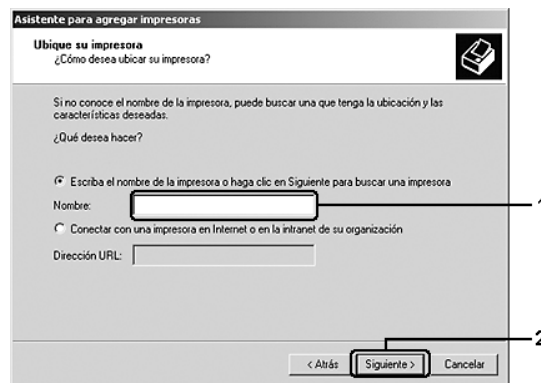 Asistente para agregar impresoras
Ubique su impresora
¿Cómo desea ubicar su impresora?
Si no conoce el nombre de la impresora, puede buscar una que tenga la ubicación y las
características deseadas.
¿Qué desea hacer?
Escriba el nombre de la impresora o haga clic en Siguiente para buscar una impresora
Nombre:
1
Conectar con una impresora en Internet o en la intranet de su organización
Dirección URL:
2
< Atrás Siguiente > Cancelar